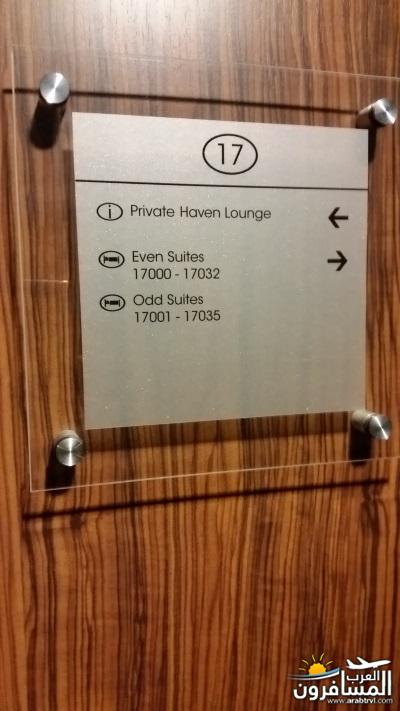 17
i Private Haven Lounge ←
Even Suites →
17000 - 17032
Odd Suites
17001 - 17035
العرب
المسافرون
www.arabtrvl.com